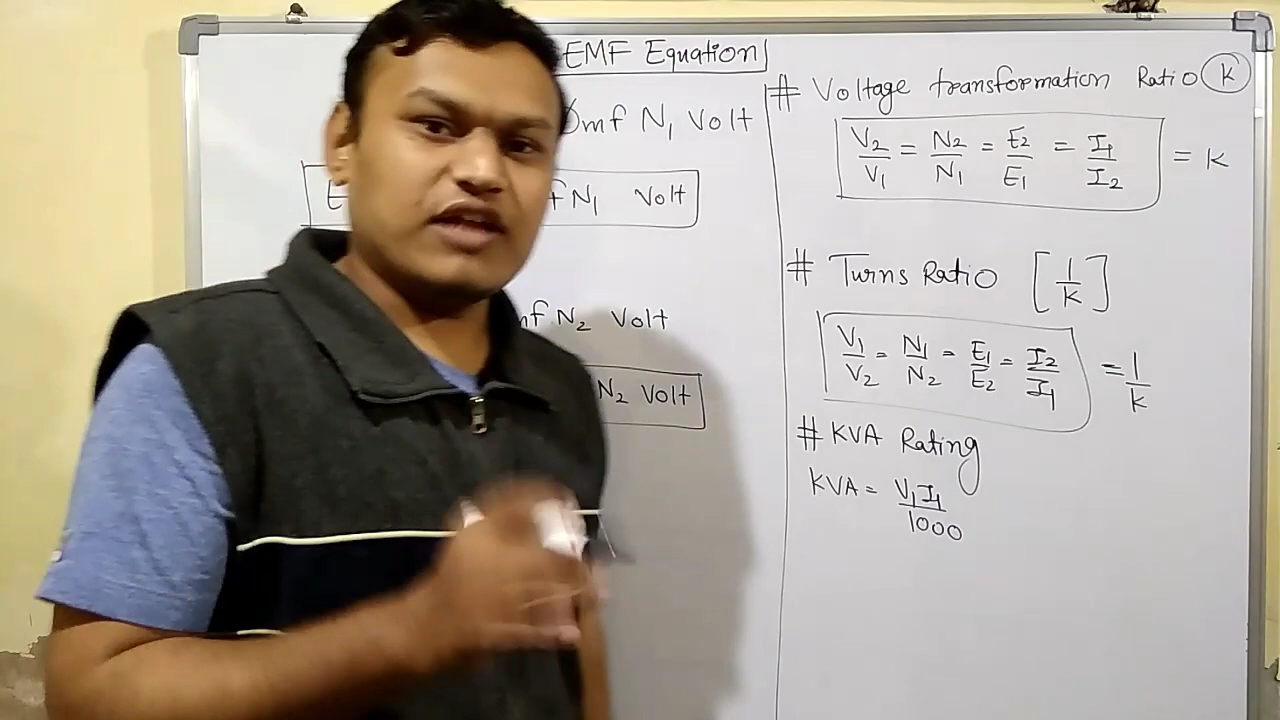 EMF Equation
Ømf N₁ Volt
E fN₁ Volt
mf N₂ Volt
N₂ Volt
# Voltage transformation Ratio K
V₂/V₁ = N₂/N₁ = E₂/E₁ = I₁/I₂ = K
# Turns Ratio [1/K]
V₁/V₂ = N₁/N₂ = E₁/E₂ = I₂/I₁ = 1/K
# KVA Rating
KVA = V₁I₁/1000